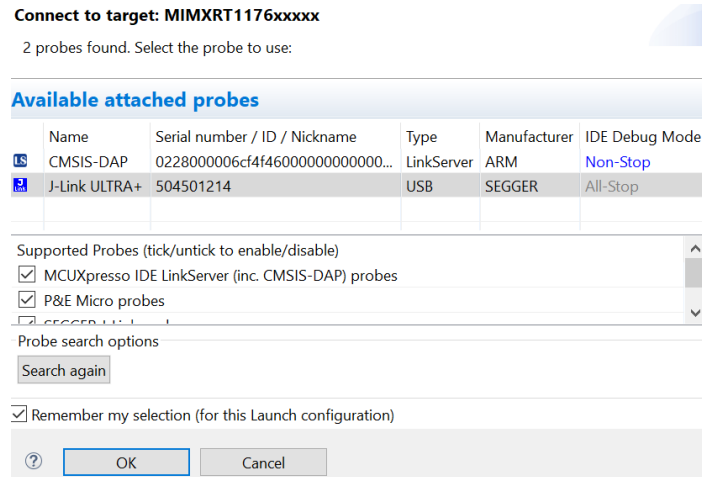 Connect to target: MIMXRT1176xxxxx
2 probes found. Select the probe to use:
Available attached probes
Name Serial number / ID / Nickname Type Manufacturer IDE Debug Mode
LS CMSIS-DAP 0228000006cf4f46000000000000... LinkServer ARM Non-Stop
J Link J-Link ULTRA+ 504501214 USB SEGGER All-Stop
Supported Probes (tick/untick to enable/disable)
MCUXpresso IDE LinkServer (inc. CMSIS-DAP) probes
P&E Micro probes
Probe search options
Search again
Remember my selection (for this Launch configuration)
? OK Cancel